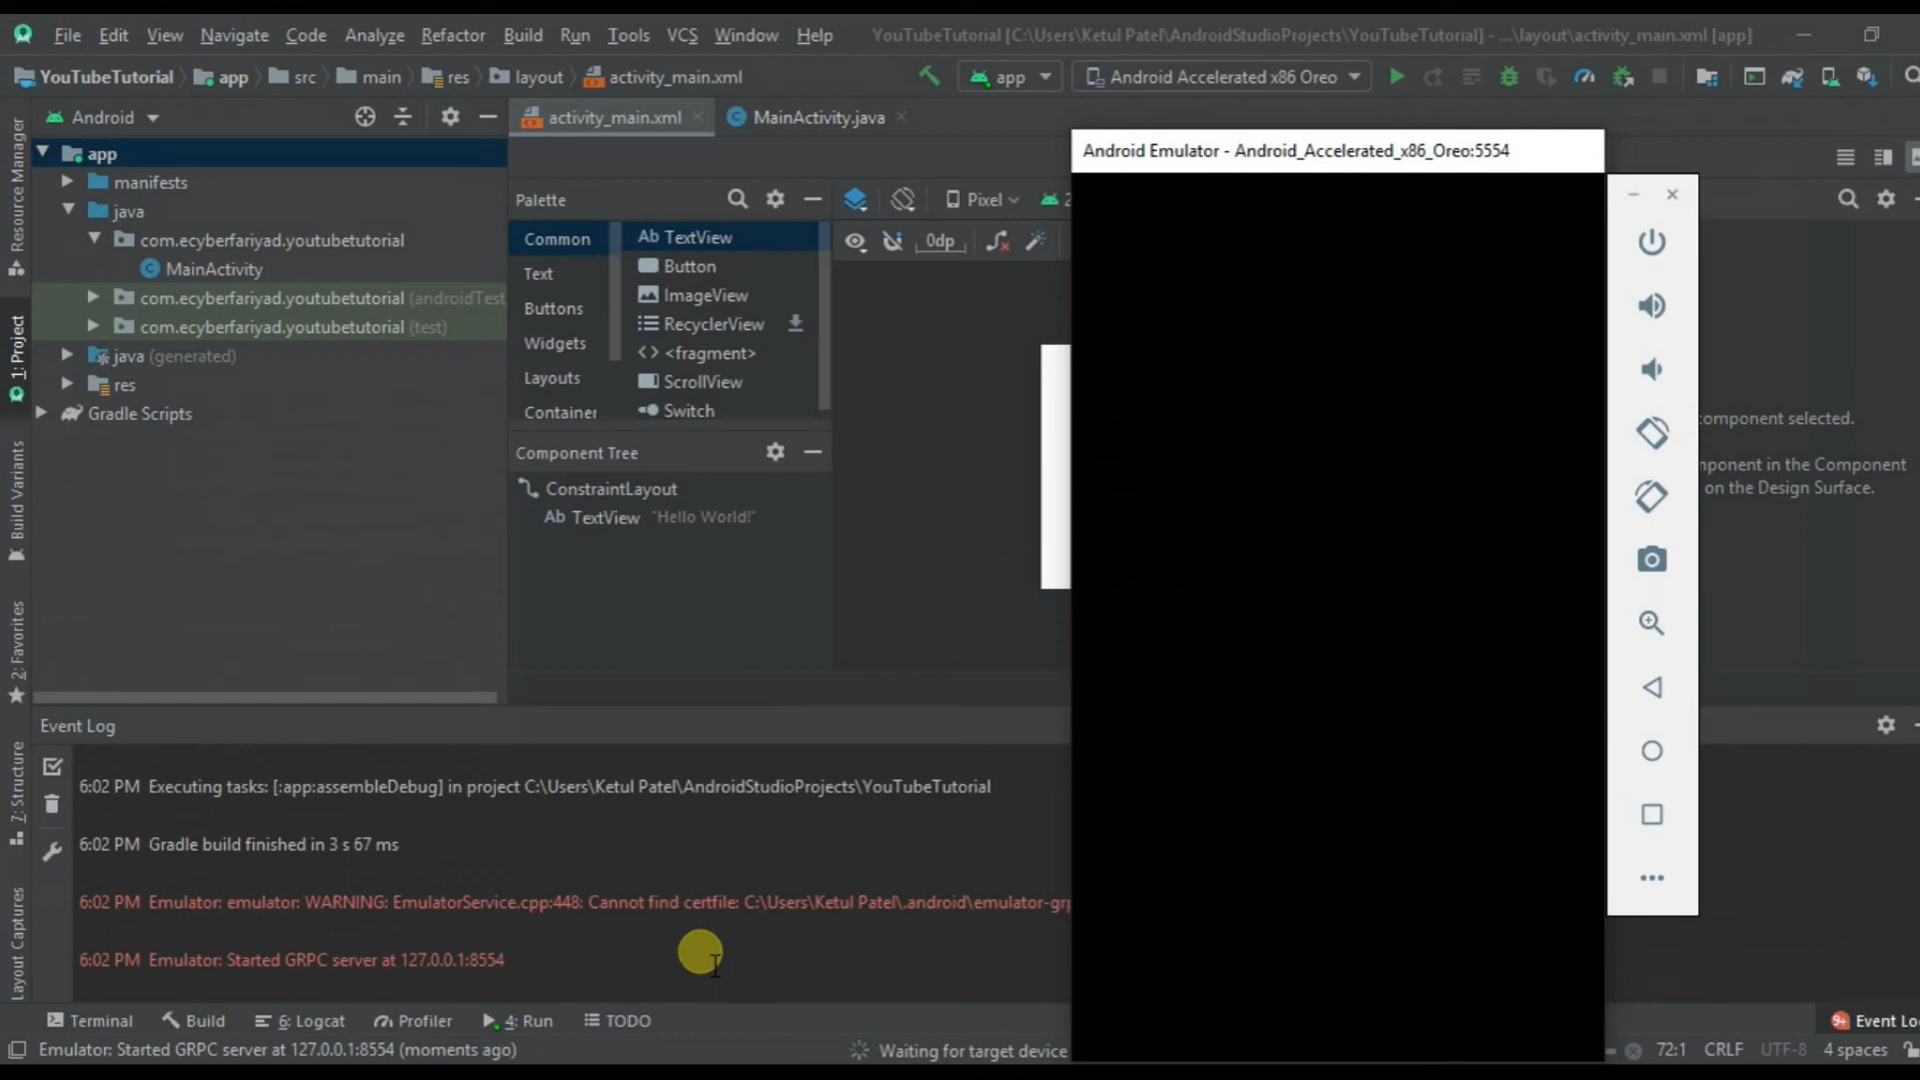 File Edit View Navigate Code Analyze Refactor Build Run Tools VCS Window Help YouTubeTutorial [C:\Users\Ketul Patel\AndroidStudioProjects\YouTubeTutorial] - ...\layout\activity_main.xml [app]
YouTubeTutorial app src main res layout activity_main.xml app Android Accelerated x86 Oreo
Android
activity_main.xml
MainActivity.java
app
manifests
java
com.ecyberfariyad.youtubetutorial
MainActivity
com.ecyberfariyad.youtubetutorial (androidTest
com.ecyberfariyad.youtubetutorial (test)
java (generated)
res
Gradle Scripts
Resource Manager
1: Project
Build Variants
2: Favorites
7: Structure
Layout Captures
Palette
Common
Text
Buttons
Widgets
Layouts
Container
Ab TextView
Button
ImageView
RecyclerView
<fragment>
ScrollView
Switch
Pixel
2
0dp
Component Tree
ConstraintLayout
Ab TextView "Hello World!"
Android Emulator - Android_Accelerated_x86_Oreo:5554
component selected.
ponent in the Component
on the Design Surface.
Event Log
6:02 PM Executing tasks: [:app:assembleDebug] in project C:\Users\Ketul Patel\AndroidStudioProjects\YouTubeTutorial
6:02 PM Gradle build finished in 3 s 67 ms
6:02 PM Emulator: emulator: WARNING: EmulatorService.cpp:448: Cannot find certfile: C:\Users\Ketul Patel\.android\emulator-grp
6:02 PM Emulator: Started GRPC server at 127.0.0.1:8554
Terminal Build 6: Logcat Profiler 4: Run TODO
9+ Event Lo
Emulator: Started GRPC server at 127.0.0.1:8554 (moments ago)
Waiting for target device
72:1 CRLF UTF-8 4 spaces